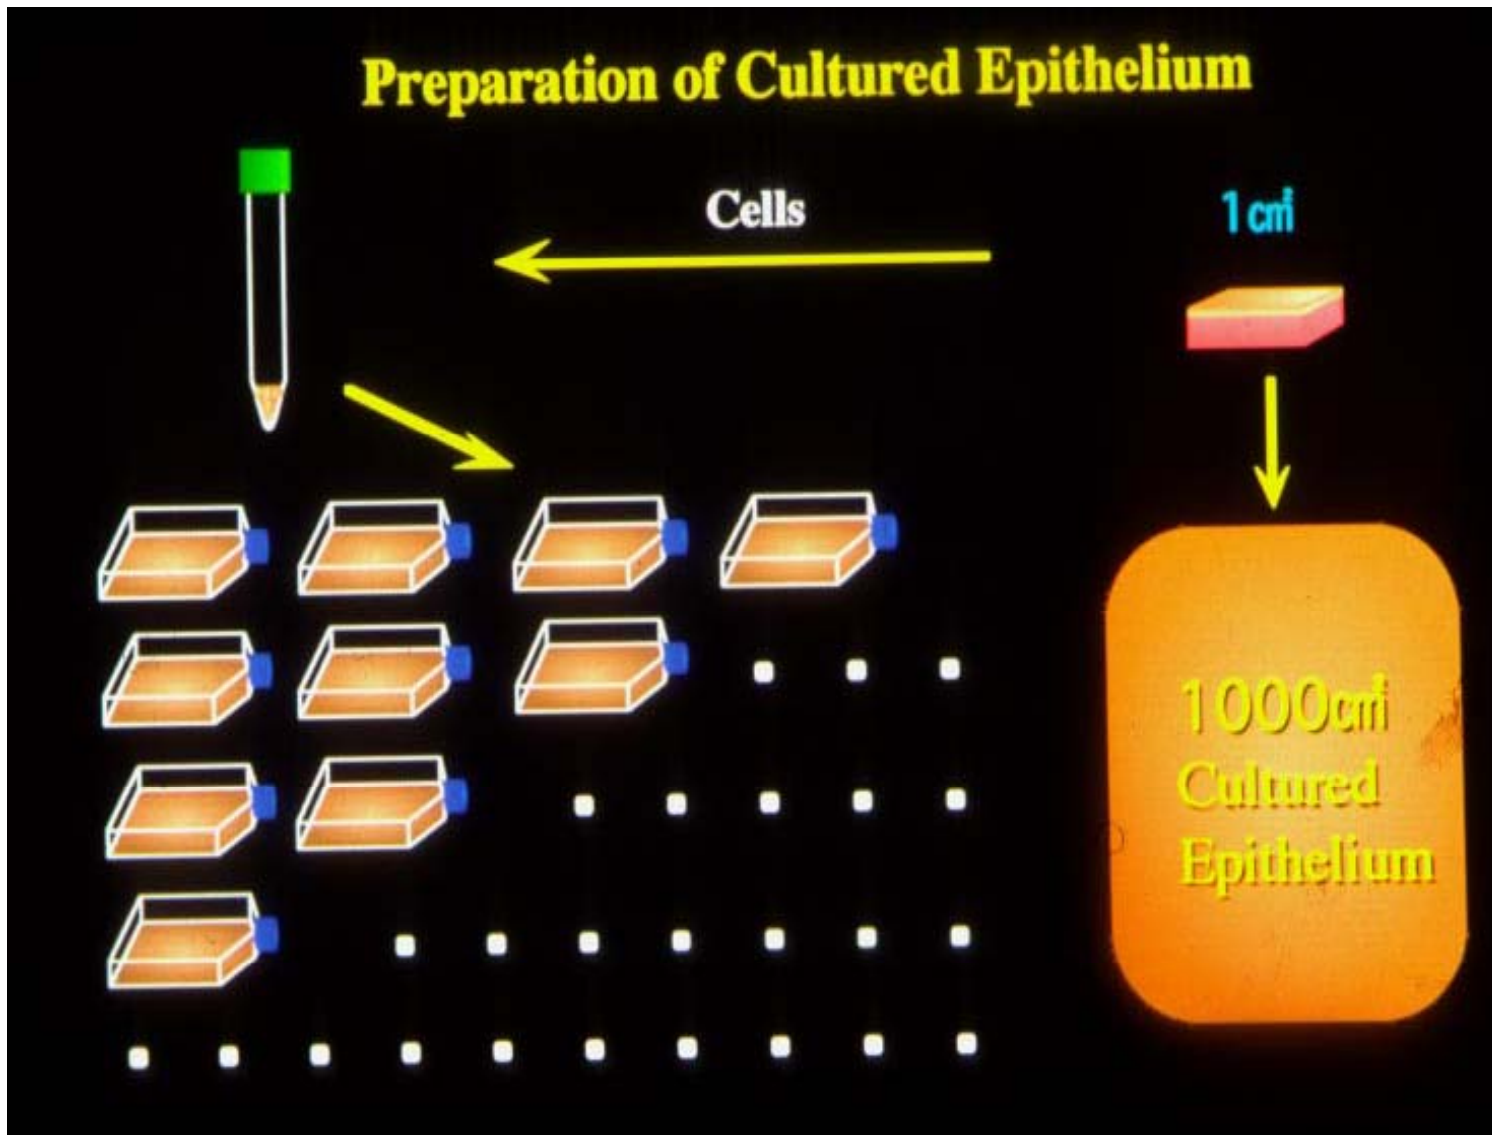 Preparation of Cultured Epithelium
Cells
1㎠
1000㎠
Cultured
Epithelium